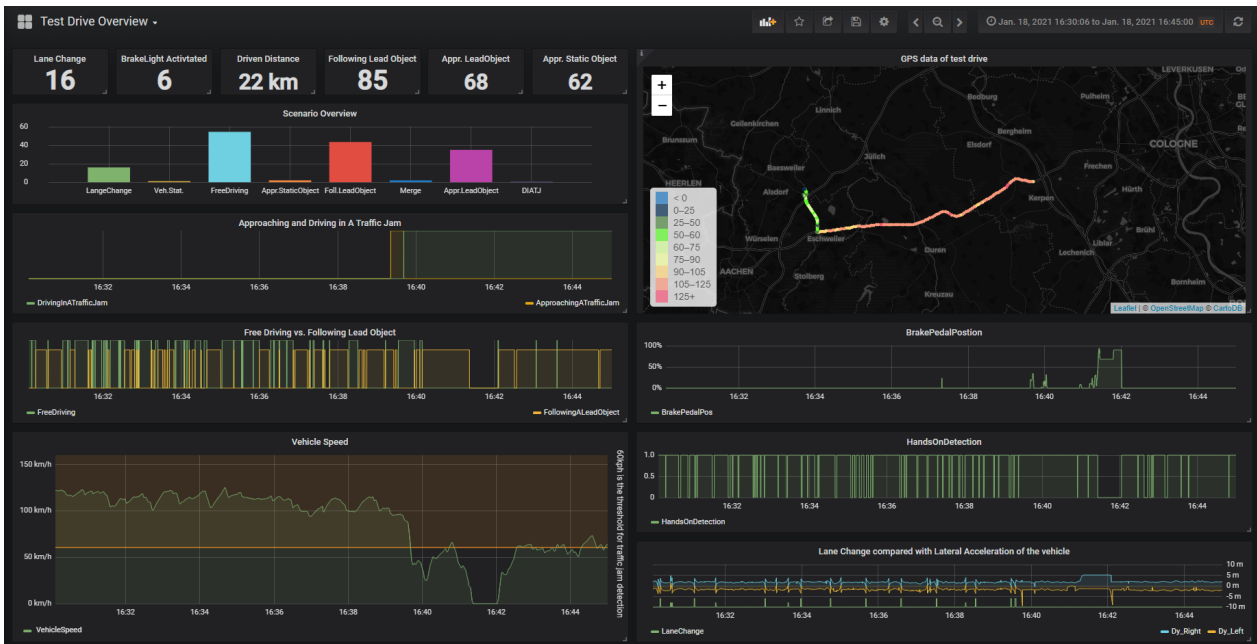 Test Drive Overview
Jan. 18, 2021 16:30:06 to Jan. 18, 2021 16:45:00 UTC
Lane Change
16
BrakeLight Activtated
6
Driven Distance
22 km
Following Lead Object
85
Appr. LeadObject
68
Appr. Static Object
62
Scenario Overview
60
40
20
0
LangeChange Veh.Stat. FreeDriving Appr.StaticObject Foll.LeadObject Merge Appr.LeadObject DIATJ
Approaching and Driving in A Traffic Jam
16:32 16:34 16:36 16:38 16:40 16:42 16:44
DrivingInATraficJam ApproachingATrafficJam
Free Driving vs. Following Lead Object
16:32 16:34 16:36 16:38 16:40 16:42 16:44
FreeDriving FollowingALeadObject
Vehicle Speed
150 km/h
100 km/h
50 km/h
0 km/h
16:32 16:34 16:36 16:38 16:40 16:42 16:44
60kph is the threshold for traffic jam detection
VehicleSpeed
GPS data of test drive
+
−
LEVERKUSEN
Bedburg
Pulheim
Linnich
Geilenkirchen
Bergheim
Brunssum
Elsdorf
COLOGNE
Jülich
Baesweiler
Frechen
HEERLEN
Alsdorf
Hürth
Kerpen
Würselen
Eschweiler
Brühl
Liblar
Duren
Lechenich
AACHEN
Stolberg
Bornheim
Kreuzau
< 0
0–25
25–50
50–60
60–75
75–90
90–105
105–125
125+
Leaflet | © OpenStreetMap © CartoDB
BrakePedalPostion
100%
50%
0%
16:32 16:34 16:36 16:38 16:40 16:42 16:44
BrakePedalPos
HandsOnDetection
1.0
0.5
0
16:32 16:34 16:36 16:38 16:40 16:42 16:44
HandsOnDetection
Lane Change compared with Lateral Acceleration of the vehicle
10 m
5 m
0 m
-5 m
-10 m
16:32 16:34 16:36 16:38 16:40 16:42 16:44
LaneChange Dy_Right Dy_Left